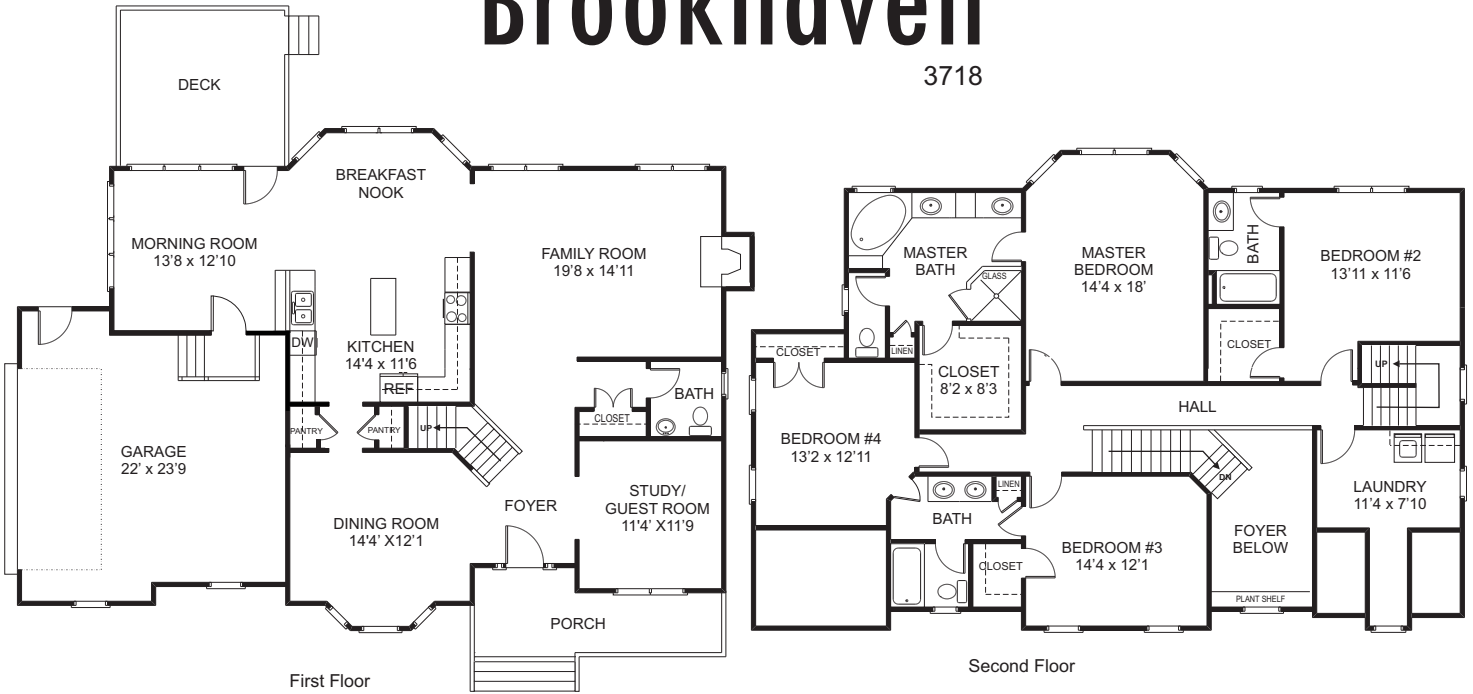 Brookhaven
3718
DECK
BREAKFAST
NOOK
MORNING ROOM
13'8 x 12'10
FAMILY ROOM
19'8 x 14'11
DW
KITCHEN
14'4 x 11'6
REF
PANTRY
PANTRY
UP
CLOSET
BATH
GARAGE
22' x 23'9
DINING ROOM
14'4' X12'1
FOYER
STUDY/
GUEST ROOM
11'4' X11'9
PORCH
First Floor
MASTER
BATH
GLASS
MASTER
BEDROOM
14'4 x 18'
BATH
BEDROOM #2
13'11 x 11'6
CLOSET
LINEN
CLOSET
8'2 x 8'3
CLOSET
UP
HALL
BEDROOM #4
13'2 x 12'11
DN
LINEN
BATH
LAUNDRY
11'4 x 7'10
FOYER
BELOW
BEDROOM #3
14'4 x 12'1
CLOSET
PLANT SHELF
Second Floor